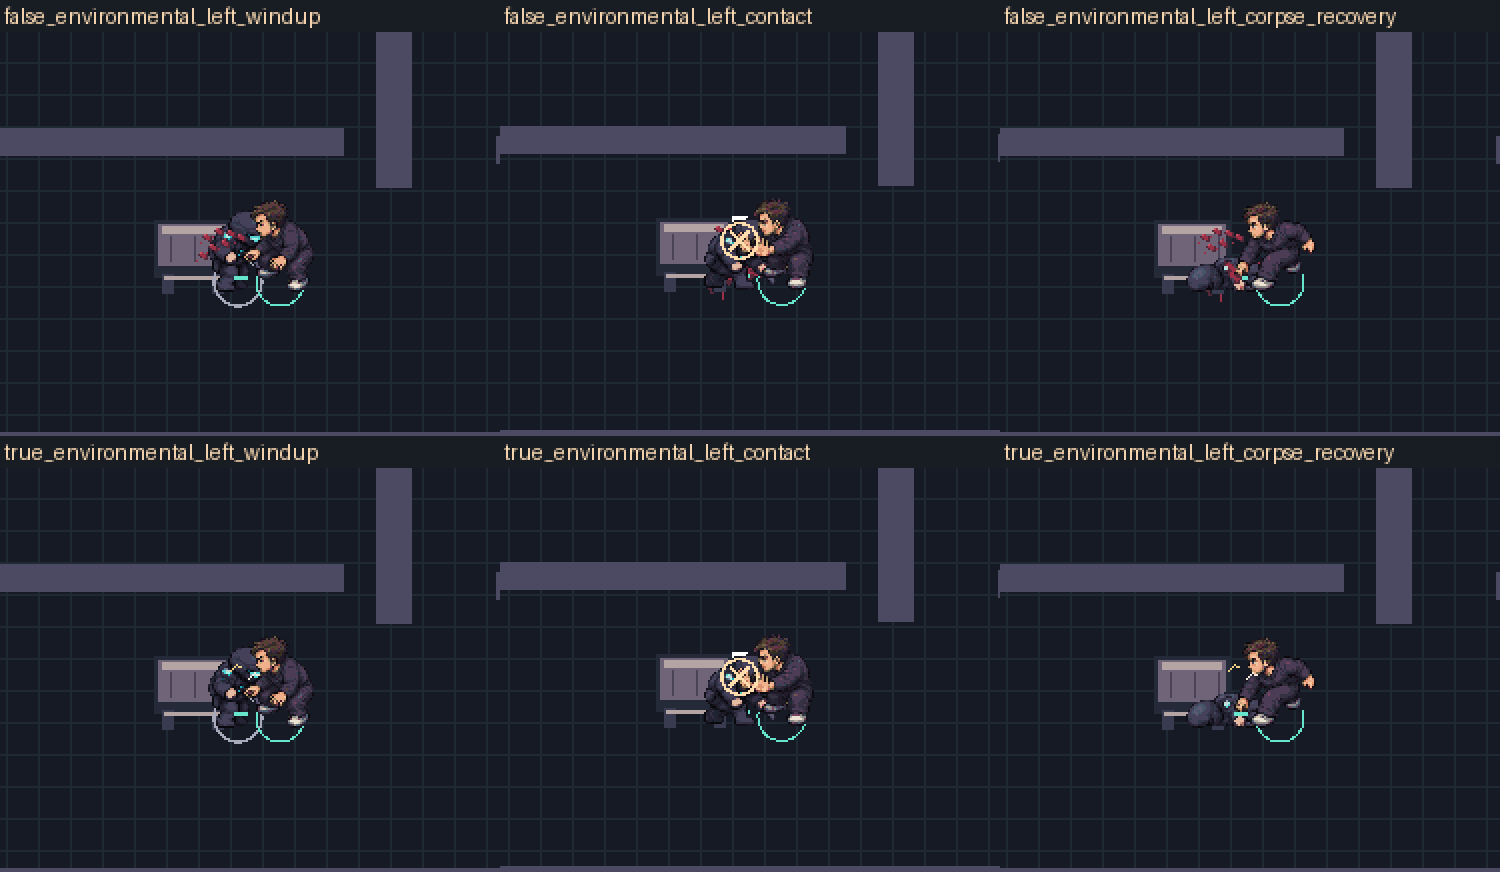 false_environmental_left_windup
false_environmental_left_contact
false_environmental_left_corpse_recovery
true_environmental_left_windup
true_environmental_left_contact
true_environmental_left_corpse_recovery